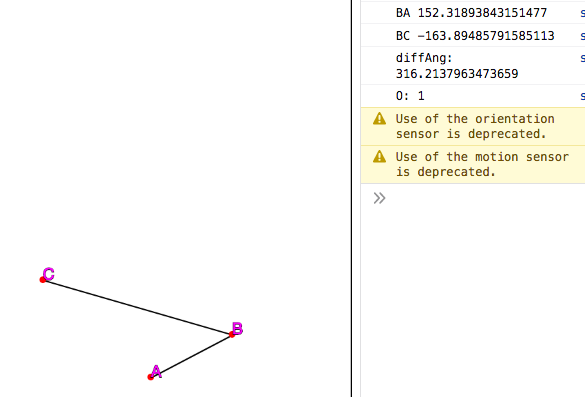 BA 152.31893843151477
BC -163.89485791585113
diffAng:
316.2137963473659
O: 1
Use of the orientation
sensor is deprecated.
Use of the motion sensor
is deprecated.
C
B
A